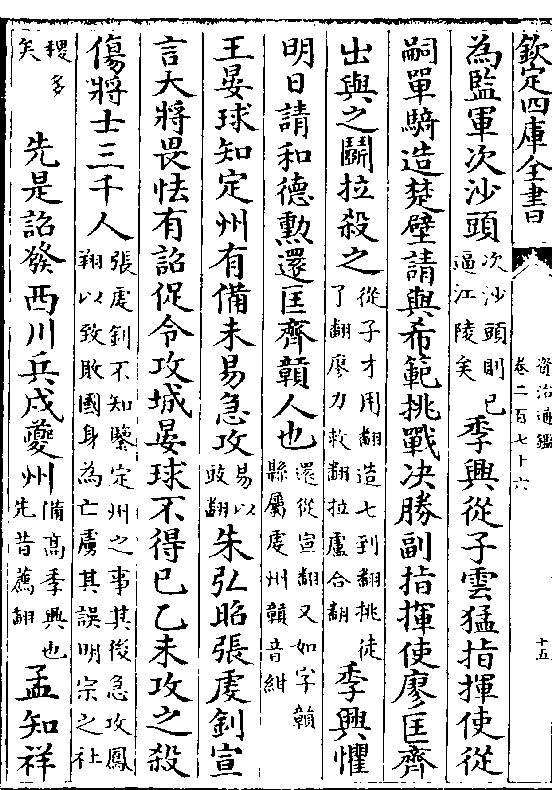 欽定四庫全書
資治通鑑
卷二百七十六
十五
為監軍次沙頭次沙頭則已逼江陵矣季興從子雲猛指揮使從
嗣單騎造楚壁請與希範挑戰決勝副指揮使廖匡齊
出與之鬬拉殺之從子才用翻造七到翻挑徒了翻廖力救翻拉盧合翻季興懼
明日請和德勲還匡齊贑人也還從宣翻又如字贑縣屬虔州贑音紺
王晏球知定州有備未易急攻易以豉翻朱弘昭張虔釗宣
言大將畏怯有詔促令攻城晏球不得已乙未攻之殺
傷將士三千人張虔釗不知鑒定州之事其後急攻鳳翔以致敗國身為亡虜其誤明宗之社
稷多矣先是詔發西川兵戍夔州備髙季興也先昔薦翻孟知祥